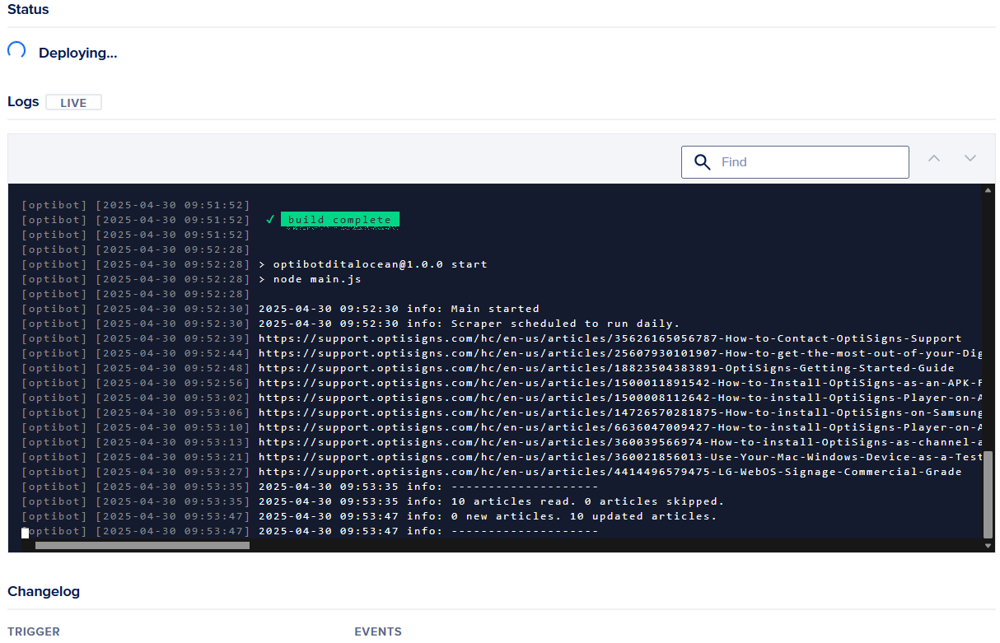 Status
Deploying...
Logs LIVE
Find
[optibot] [2025-04-30 09:51:52]
[optibot] [2025-04-30 09:51:52] ✓ build complete
[optibot] [2025-04-30 09:51:52]
[optibot] [2025-04-30 09:52:28]
[optibot] [2025-04-30 09:52:28] > optibotditalocean@1.0.0 start
[optibot] [2025-04-30 09:52:28] > node main.js
[optibot] [2025-04-30 09:52:28]
[optibot] [2025-04-30 09:52:30] 2025-04-30 09:52:30 info: Main started
[optibot] [2025-04-30 09:52:30] 2025-04-30 09:52:30 info: Scraper scheduled to run daily.
[optibot] [2025-04-30 09:52:39] https://support.optisigns.com/hc/en-us/articles/35626165056787-How-to-Contact-OptiSigns-Support
[optibot] [2025-04-30 09:52:44] https://support.optisigns.com/hc/en-us/articles/25607930101907-How-to-get-the-most-out-of-your-Dig
[optibot] [2025-04-30 09:52:48] https://support.optisigns.com/hc/en-us/articles/18823504383891-OptiSigns-Getting-Started-Guide
[optibot] [2025-04-30 09:52:56] https://support.optisigns.com/hc/en-us/articles/1500011891542-How-to-Install-OptiSigns-as-an-APK-F
[optibot] [2025-04-30 09:53:02] https://support.optisigns.com/hc/en-us/articles/1500008112642-How-to-install-OptiSigns-Player-on-A
[optibot] [2025-04-30 09:53:06] https://support.optisigns.com/hc/en-us/articles/14726570281875-How-to-install-OptiSigns-on-Samsung
[optibot] [2025-04-30 09:53:10] https://support.optisigns.com/hc/en-us/articles/6636047009427-How-to-install-OptiSigns-Player-on-A
[optibot] [2025-04-30 09:53:13] https://support.optisigns.com/hc/en-us/articles/360039566974-How-to-install-OptiSigns-as-channel-a
[optibot] [2025-04-30 09:53:21] https://support.optisigns.com/hc/en-us/articles/360021856013-Use-Your-Mac-Windows-Device-as-a-Test
[optibot] [2025-04-30 09:53:27] https://support.optisigns.com/hc/en-us/articles/4414496579475-LG-WebOS-Signage-Commercial-Grade
[optibot] [2025-04-30 09:53:35] 2025-04-30 09:53:35 info: --------------------
[optibot] [2025-04-30 09:53:35] 2025-04-30 09:53:35 info: 10 articles read. 0 articles skipped.
[optibot] [2025-04-30 09:53:47] 2025-04-30 09:53:47 info: 0 new articles. 10 updated articles.
[optibot] [2025-04-30 09:53:47] 2025-04-30 09:53:47 info: --------------------
Changelog
TRIGGER EVENTS